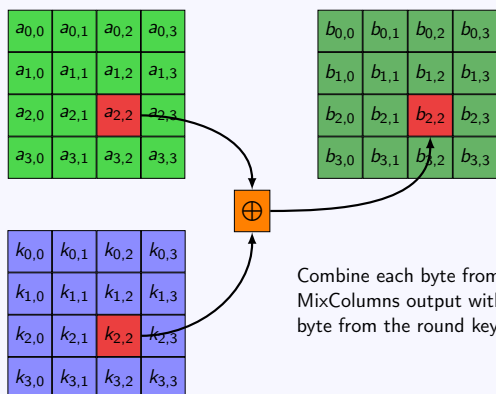 a0,0 a0,1 a0,2 a0,3
a1,0 a1,1 a1,2 a1,3
a2,0 a2,1 a2,2 a2,3
a3,0 a3,1 a3,2 a3,3
b0,0 b0,1 b0,2 b0,3
b1,0 b1,1 b1,2 b1,3
b2,0 b2,1 b2,2 b2,3
b3,0 b3,1 b3,2 b3,3
⊕
k0,0 k0,1 k0,2 k0,3
k1,0 k1,1 k1,2 k1,3
k2,0 k2,1 k2,2 k2,3
k3,0 k3,1 k3,2 k3,3
Combine each byte from
MixColumns output with
byte from the round key